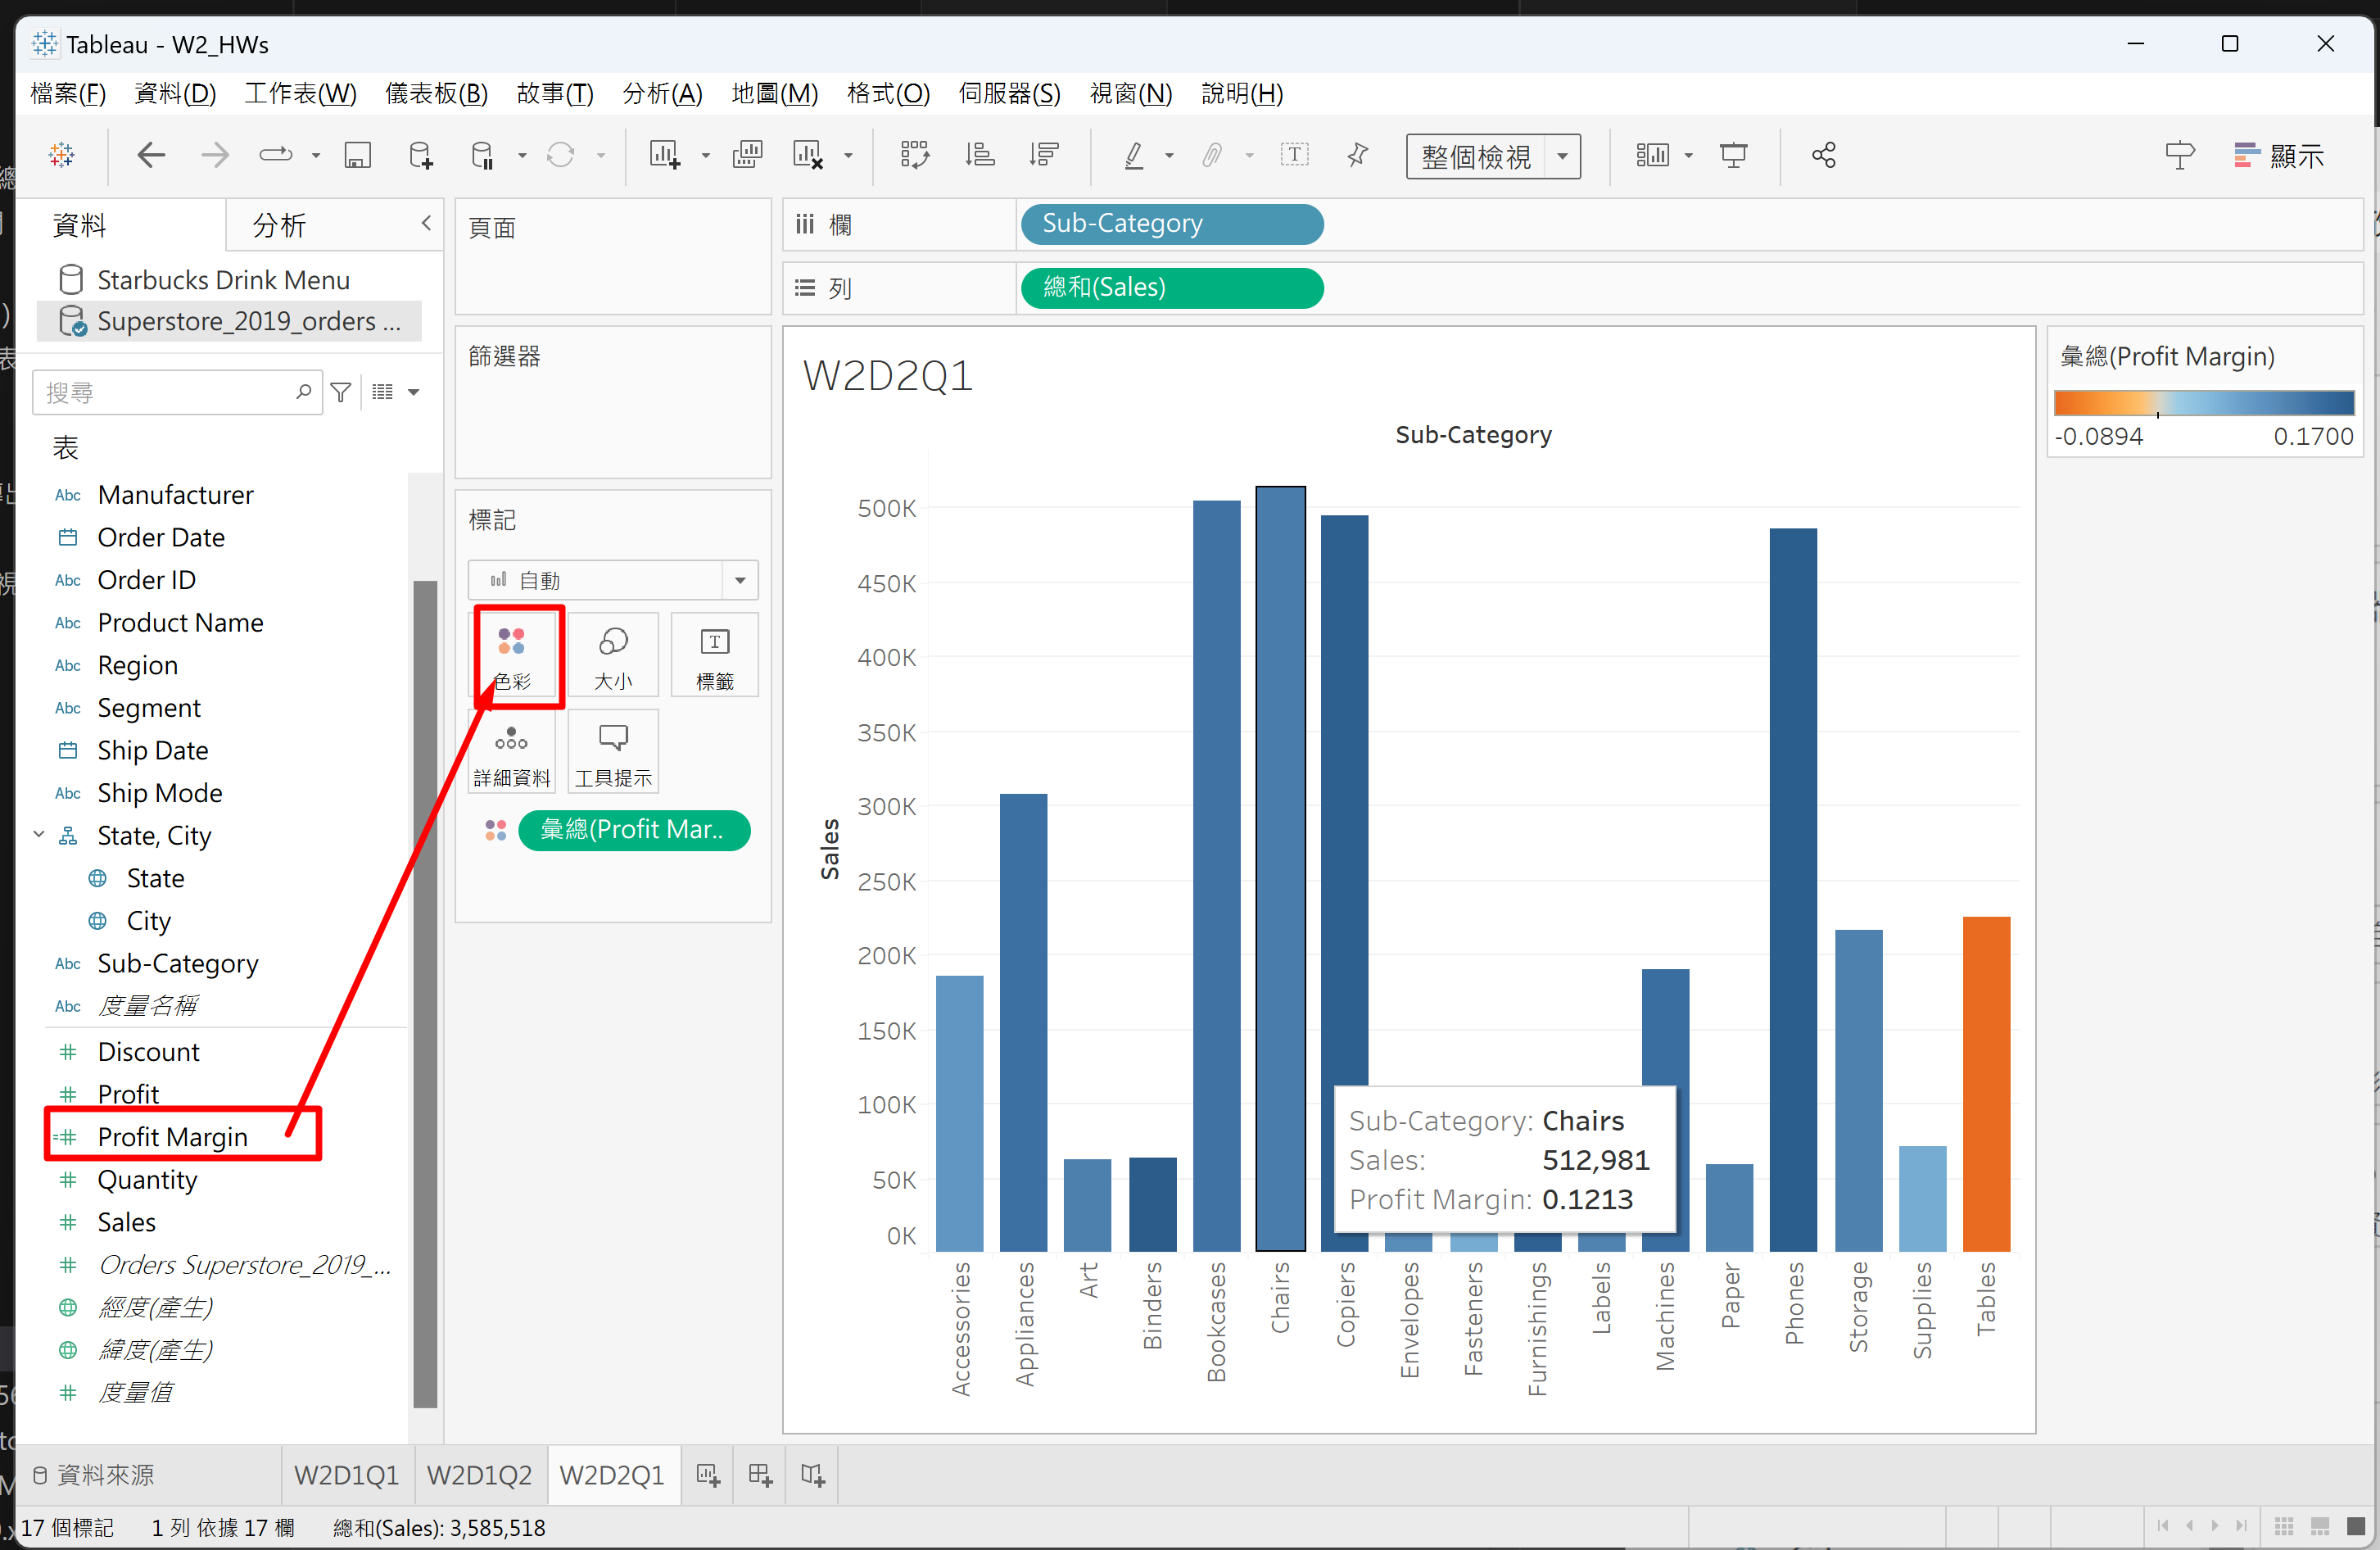 Tableau - W2_HWs
檔案(F) 資料(D) 工作表(W) 儀表板(B) 故事(T) 分析(A) 地圖(M) 格式(O) 伺服器(S) 視窗(N) 說明(H)
整個檢視
顯示
資料
分析
Starbucks Drink Menu
Superstore_2019_orders ...
搜尋
表
Abc Manufacturer
Order Date
Abc Order ID
Abc Product Name
Abc Region
Abc Segment
Ship Date
Abc Ship Mode
State, City
State
City
Abc Sub-Category
Abc 度量名稱
Discount
Profit
Profit Margin
Quantity
Sales
Orders Superstore_2019_...
經度(產生)
緯度(產生)
度量值
頁面
篩選器
標記
自動
色彩
大小
標籤
詳細資料
工具提示
彙總(Profit Mar..
欄
Sub-Category
列
總和(Sales)
W2D2Q1
Sub-Category
500K
450K
400K
350K
300K
250K
200K
150K
100K
50K
0K
Sales
Sub-Category: Chairs
Sales: 512,981
Profit Margin: 0.1213
Accessories
Appliances
Art
Binders
Bookcases
Chairs
Copiers
Envelopes
Fasteners
Furnishings
Labels
Machines
Paper
Phones
Storage
Supplies
Tables
彙總(Profit Margin)
-0.0894 0.1700
資料來源
W2D1Q1
W2D1Q2
W2D2Q1
17 個標記 1 列 依據 17 欄 總和(Sales): 3,585,518